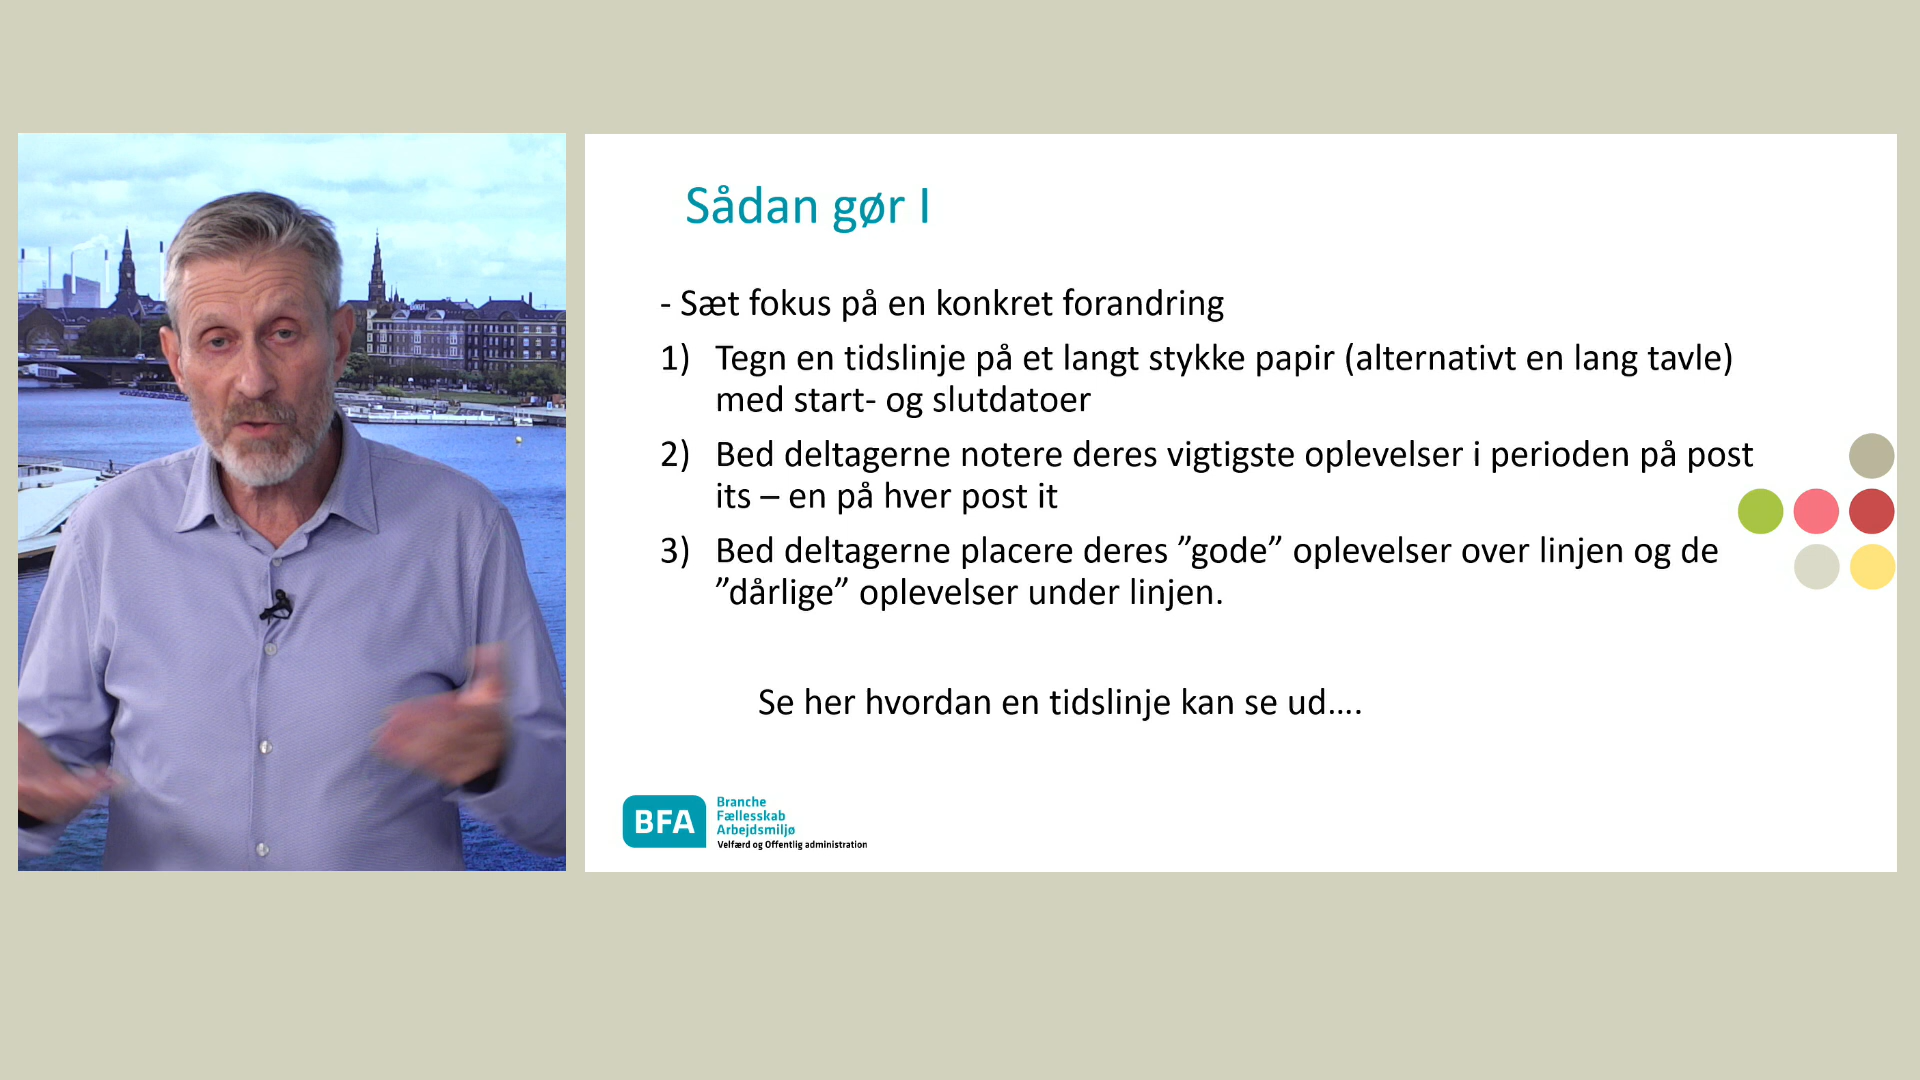 Sådan gør I
- Sæt fokus på en konkret forandring
1) Tegn en tidslinje på et langt stykke papir (alternativt en lang tavle)
med start- og slutdatoer
2) Bed deltagerne notere deres vigtigste oplevelser i perioden på post
its – en på hver post it
3) Bed deltagerne placere deres ”gode” oplevelser over linjen og de
”dårlige” oplevelser under linjen.
Se her hvordan en tidslinje kan se ud....
BFA
Branche
Fællesskab
Arbejdsmiljø
Velfærd og Offentlig administration